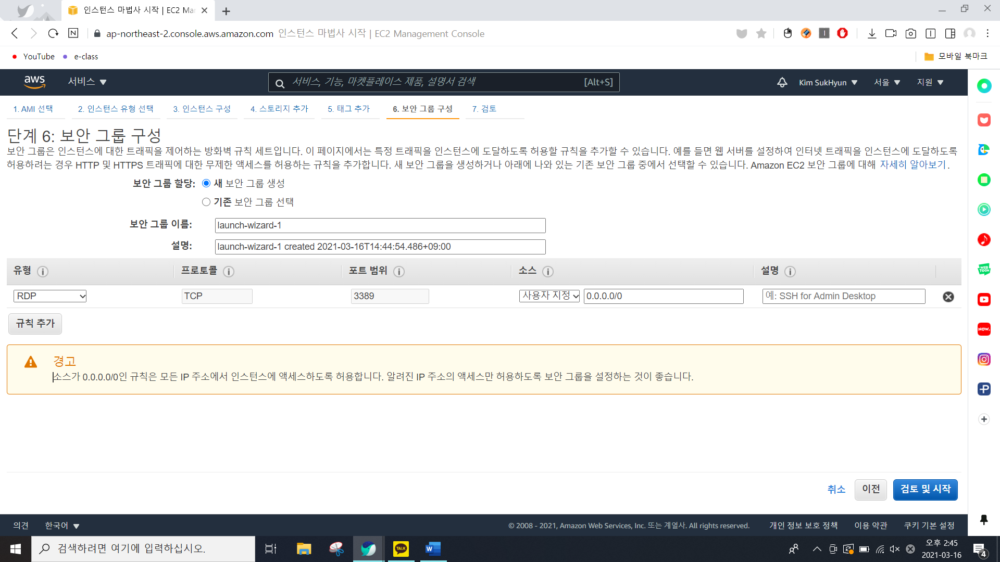 인스턴스 마법사 시작 | EC2 Ma
ap-northeast-2.console.aws.amazon.com 인스턴스 마법사 시작 | EC2 Management Console
YouTube e-class 모바일 북마크
aws 서비스 서비스, 기능, 마켓플레이스 제품, 설명서 검색 [Alt+S] Kim SukHyun 서울 지원
1. AMI 선택 2. 인스턴스 유형 선택 3. 인스턴스 구성 4. 스토리지 추가 5. 태그 추가 6. 보안 그룹 구성 7. 검토
단계 6: 보안 그룹 구성
보안 그룹은 인스턴스에 대한 트래픽을 제어하는 방화벽 규칙 세트입니다. 이 페이지에서는 특정 트래픽을 인스턴스에 도달하도록 허용할 규칙을 추가할 수 있습니다. 예를 들면 웹 서버를 설정하여 인터넷 트래픽을 인스턴스에 도달하도록
허용하려는 경우 HTTP 및 HTTPS 트래픽에 대한 무제한 액세스를 허용하는 규칙을 추가합니다. 새 보안 그룹을 생성하거나 아래에 나와 있는 기존 보안 그룹 중에서 선택할 수 있습니다. Amazon EC2 보안 그룹에 대해 자세히 알아보기.
보안 그룹 할당: 새 보안 그룹 생성
기존 보안 그룹 선택
보안 그룹 이름: launch-wizard-1
설명: launch-wizard-1 created 2021-03-16T14:44:54.486+09:00
유형 프로토콜 포트 범위 소스 설명
RDP TCP 3389 사용자 지정 0.0.0.0/0 예: SSH for Admin Desktop
규칙 추가
경고
소스가 0.0.0.0/0인 규칙은 모든 IP 주소에서 인스턴스에 액세스하도록 허용합니다. 알려진 IP 주소의 액세스만 허용하도록 보안 그룹을 설정하는 것이 좋습니다.
취소 이전 검토 및 시작
의견 한국어 © 2008 - 2021, Amazon Web Services, Inc. 또는 계열사. All rights reserved. 개인 정보 보호 정책 이용 약관 쿠키 기본 설정
WEB
TOON
NOW.
검색하려면 여기에 입력하십시오.
TALK
오후 2:45
2021-03-16
4